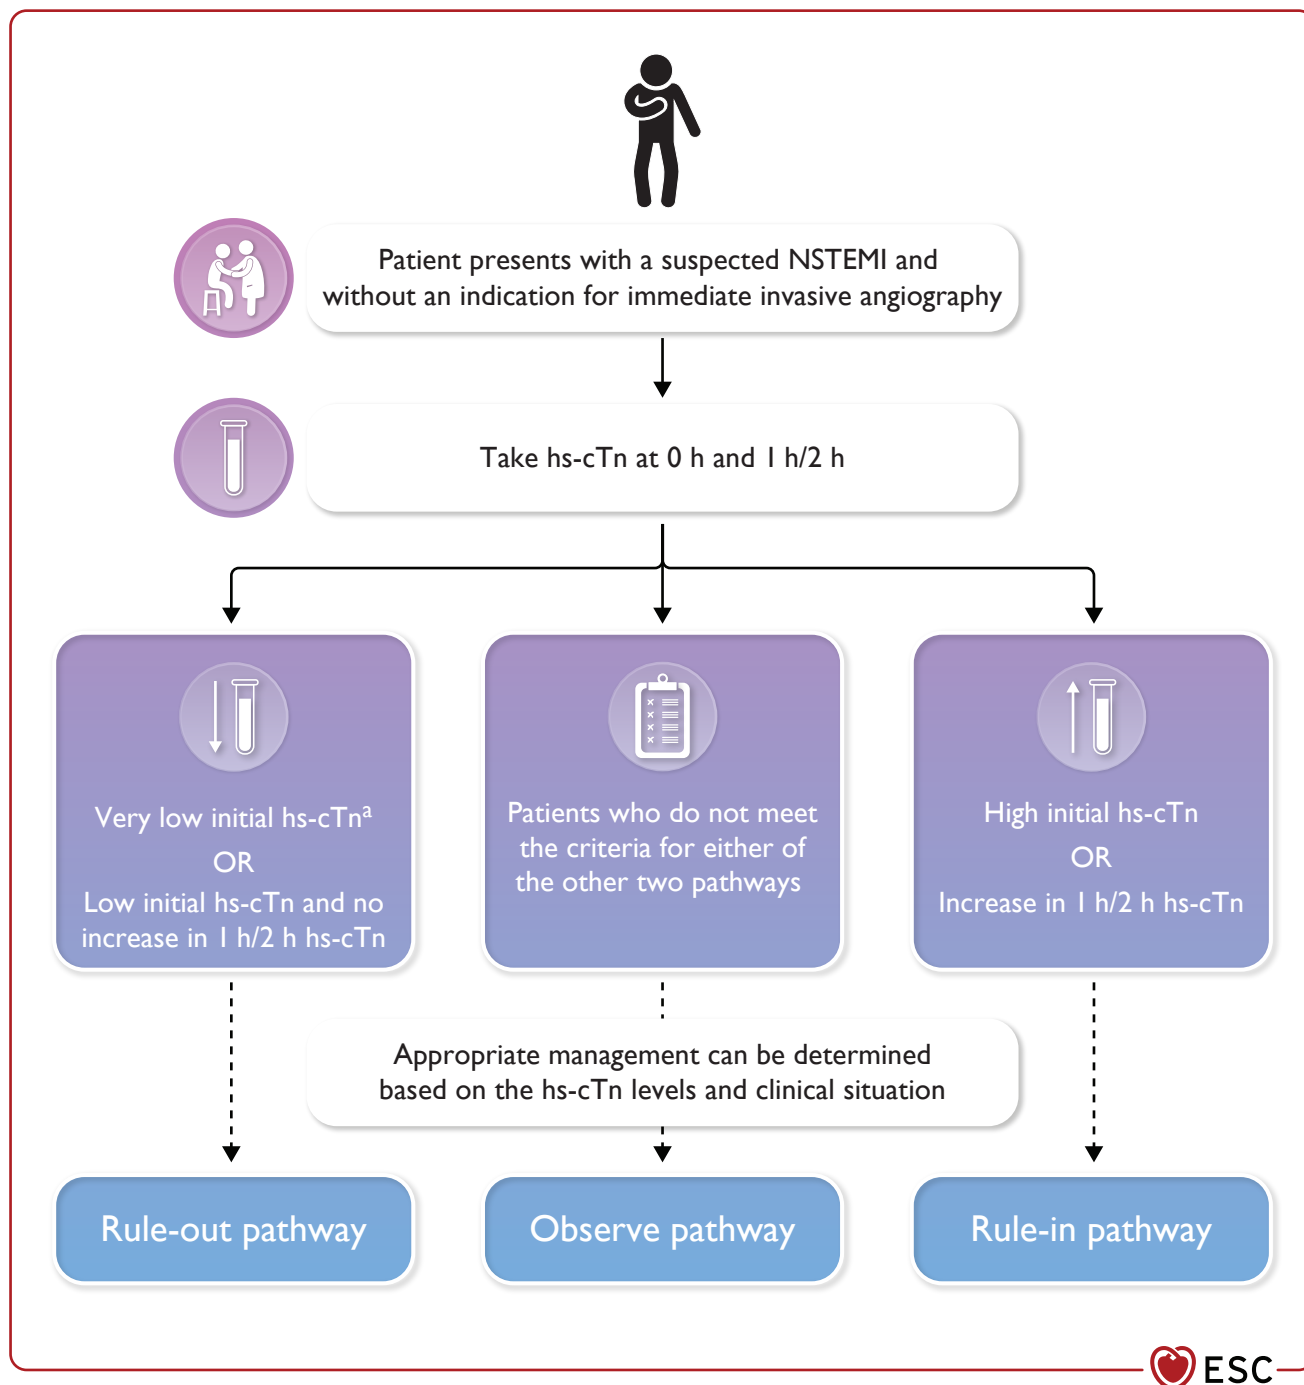 Patient presents with a suspected NSTEMI and
without an indication for immediate invasive angiography
Take hs-cTn at 0 h and 1 h/2 h
Very low initial hs-cTnᵃ
OR
Low initial hs-cTn and no
increase in 1 h/2 h hs-cTn
Patients who do not meet
the criteria for either of
the other two pathways
High initial hs-cTn
OR
Increase in 1 h/2 h hs-cTn
Appropriate management can be determined
based on the hs-cTn levels and clinical situation
Rule-out pathway
Observe pathway
Rule-in pathway
ESC